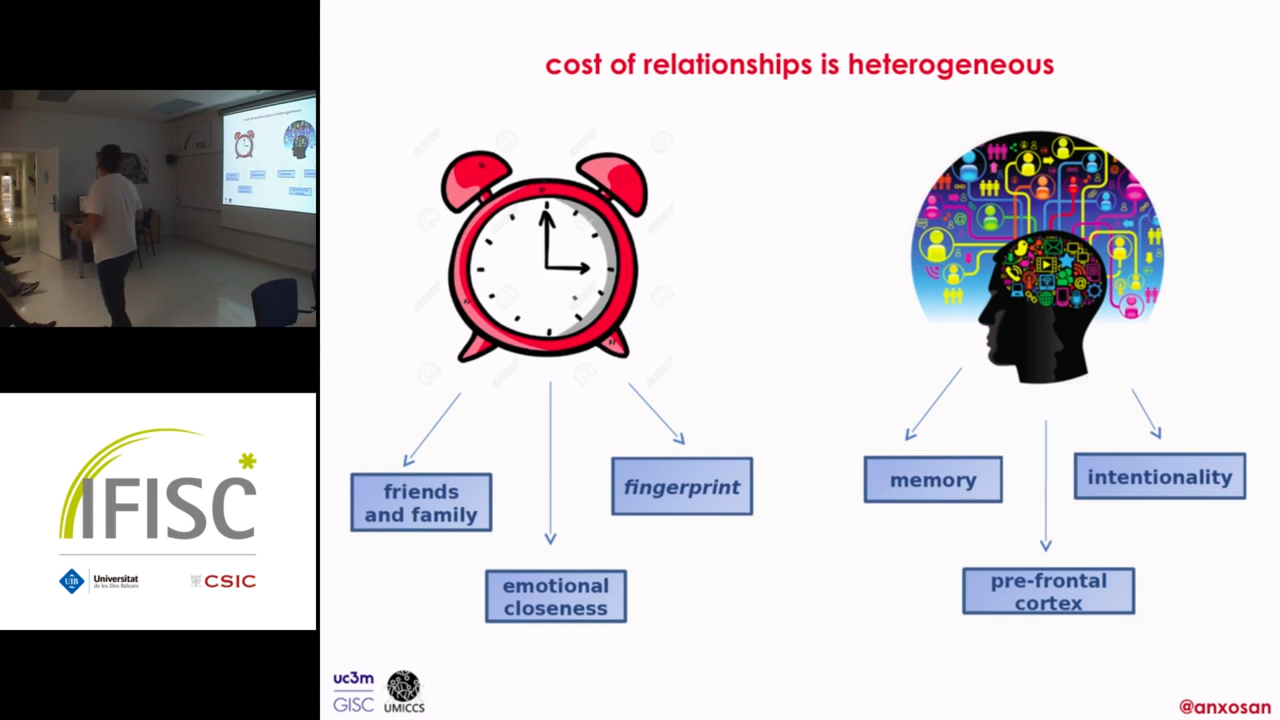 cost of relationships is heterogeneous
friends
and family
emotional
closeness
fingerprint
memory
pre-frontal
cortex
intentionality
IFISC
UIB
Universitat
de les Illes Balears
CSIC
uc3m
GISC
UMICCS
@anxosan